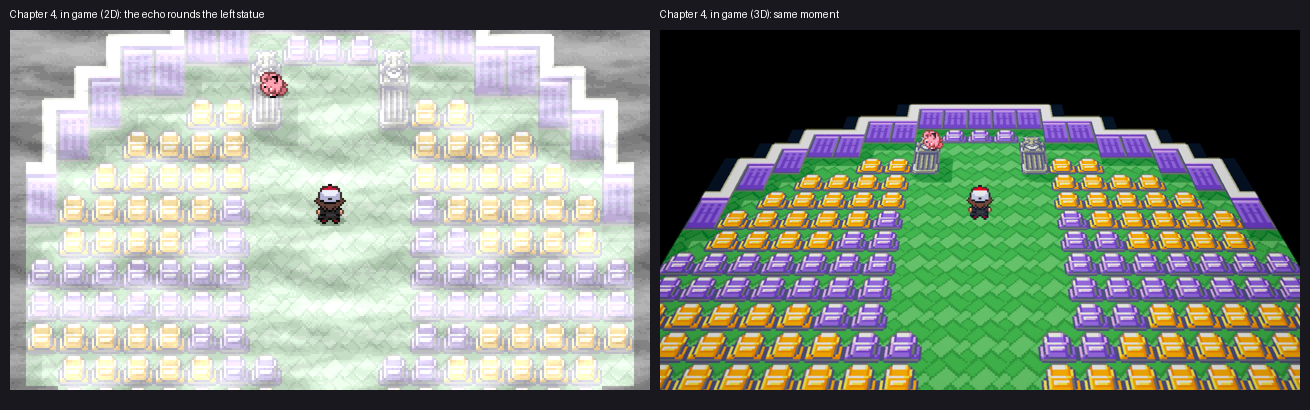 Chapter 4, in game (2D): the echo rounds the left statue
Chapter 4, in game (3D): same moment